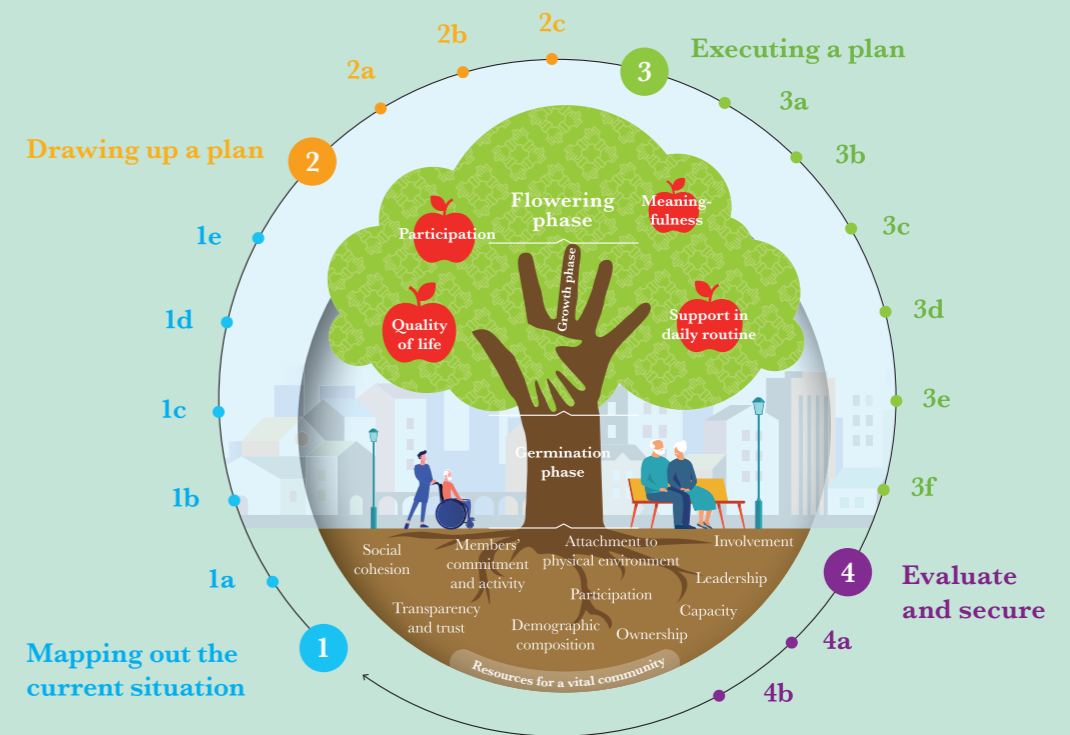 2c
2b
2a
3
Executing a plan
3a
3b
3c
3d
3e
3f
Drawing up a plan
2
1e
1d
1c
1b
1a
Flowering
phase
Meaning-
fulness
Participation
Growth phase
Quality
of life
Support in
daily routine
Germination
phase
Social
cohesion
Members'
commitment
and activity
Attachment to
physical environment
Involvement
Leadership
Transparency
and trust
Participation
Capacity
Demographic
composition
Ownership
Resources for a vital community
1
Mapping out the
current situation
4
Evaluate
and secure
4a
4b